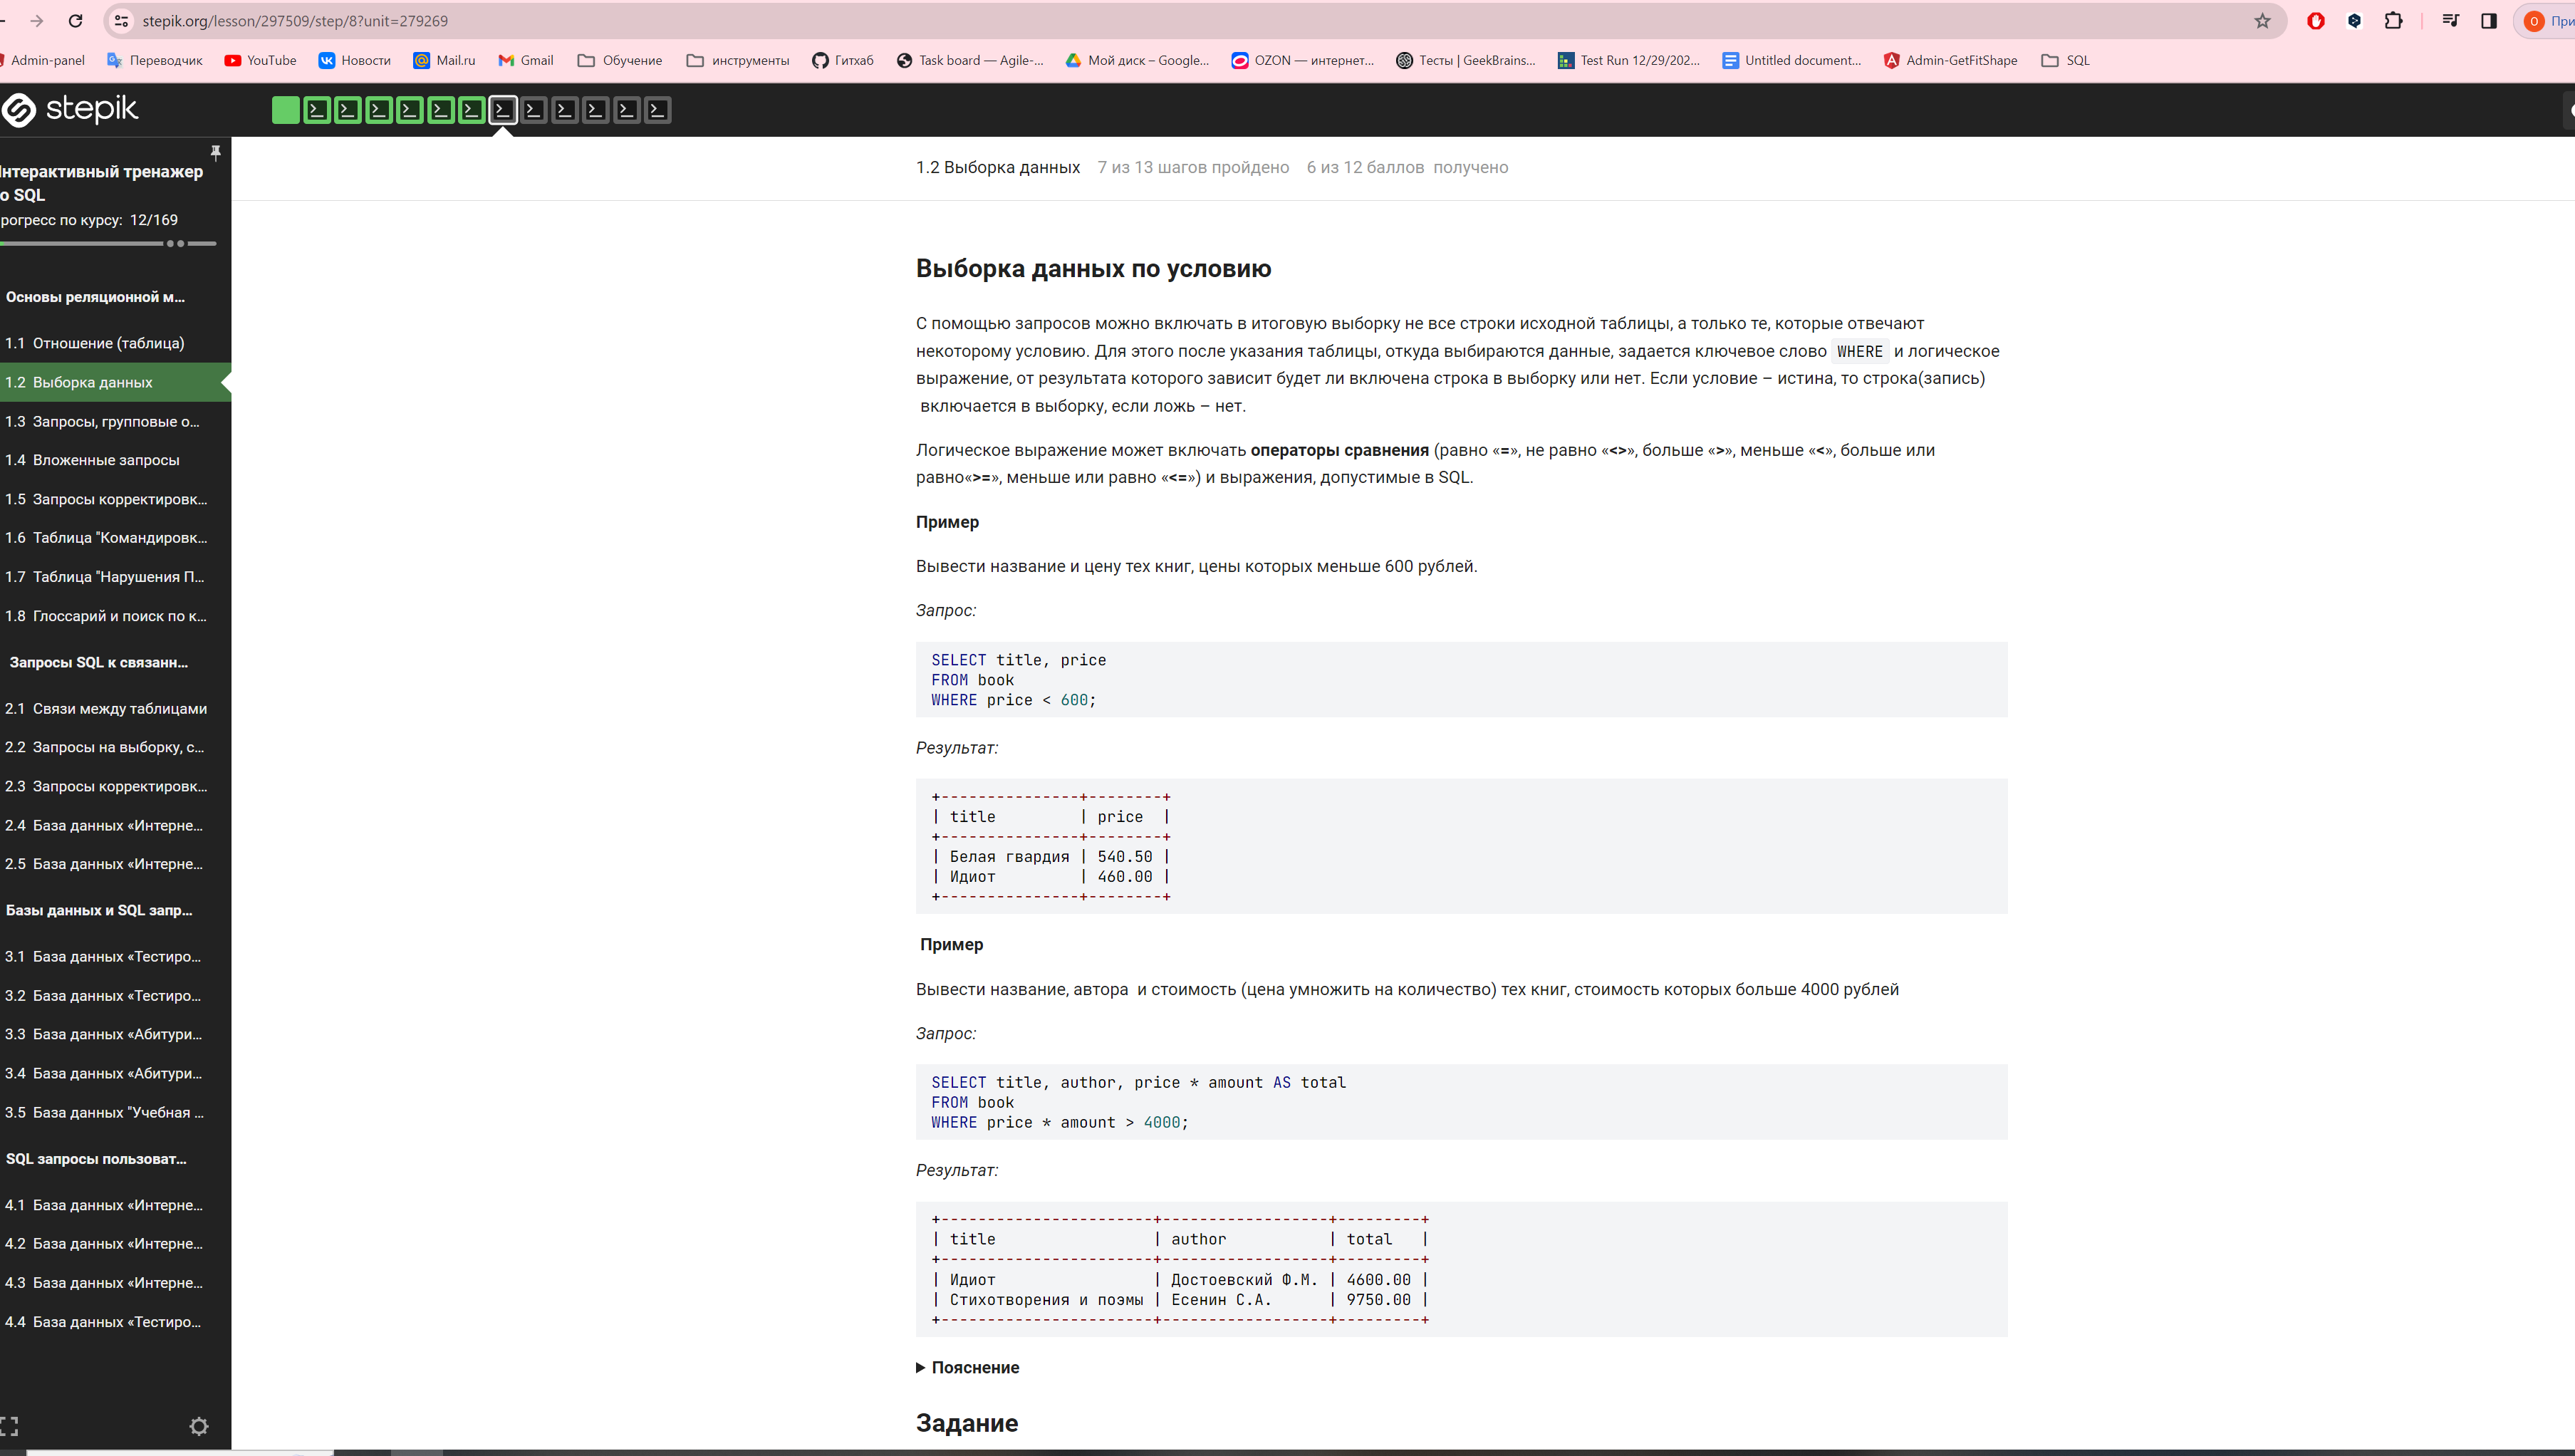 stepik.org/lesson/297509/step/8?unit=279269
О При
Admin-panel Переводчик YouTube Новости Mail.ru Gmail Обучение инструменты Гитхаб Task board — Agile-... Мой диск – Google... OZON — интернет... Тесты | GeekBrains... Test Run 12/29/202... Untitled document... Admin-GetFitShape SQL
stepik
нтерактивный тренажер
о SQL
рогресс по курсу: 12/169
Основы реляционной м...
1.1 Отношение (таблица)
1.2 Выборка данных
1.3 Запросы, групповые о...
1.4 Вложенные запросы
1.5 Запросы корректировк...
1.6 Таблица "Командировк...
1.7 Таблица "Нарушения П...
1.8 Глоссарий и поиск по к...
Запросы SQL к связанн...
2.1 Связи между таблицами
2.2 Запросы на выборку, с...
2.3 Запросы корректировк...
2.4 База данных «Интерне...
2.5 База данных «Интерне...
Базы данных и SQL запр...
3.1 База данных «Тестиро...
3.2 База данных «Тестиро...
3.3 База данных «Абитури...
3.4 База данных «Абитури...
3.5 База данных "Учебная ...
SQL запросы пользоват...
4.1 База данных «Интерне...
4.2 База данных «Интерне...
4.3 База данных «Интерне...
4.4 База данных «Тестиро...
1.2 Выборка данных 7 из 13 шагов пройдено 6 из 12 баллов получено
Выборка данных по условию
С помощью запросов можно включать в итоговую выборку не все строки исходной таблицы, а только те, которые отвечают
некоторому условию. Для этого после указания таблицы, откуда выбираются данные, задается ключевое слово WHERE и логическое
выражение, от результата которого зависит будет ли включена строка в выборку или нет. Если условие – истина, то строка(запись)
включается в выборку, если ложь – нет.
Логическое выражение может включать операторы сравнения (равно «=», не равно «<>», больше «>», меньше «<», больше или
равно«>=», меньше или равно «<=») и выражения, допустимые в SQL.
Пример
Вывести название и цену тех книг, цены которых меньше 600 рублей.
Запрос:
SELECT title, price
FROM book
WHERE price < 600;
Результат:
+---------------+--------+
| title         | price  |
+---------------+--------+
| Белая гвардия | 540.50 |
| Идиот         | 460.00 |
+---------------+--------+
Пример
Вывести название, автора и стоимость (цена умножить на количество) тех книг, стоимость которых больше 4000 рублей
Запрос:
SELECT title, author, price * amount AS total
FROM book
WHERE price * amount > 4000;
Результат:
+-----------------------+------------------+---------+
| title                 | author           | total   |
+-----------------------+------------------+---------+
| Идиот                 | Достоевский Ф.М. | 4600.00 |
| Стихотворения и поэмы | Есенин С.А.      | 9750.00 |
+-----------------------+------------------+---------+
Пояснение
Задание